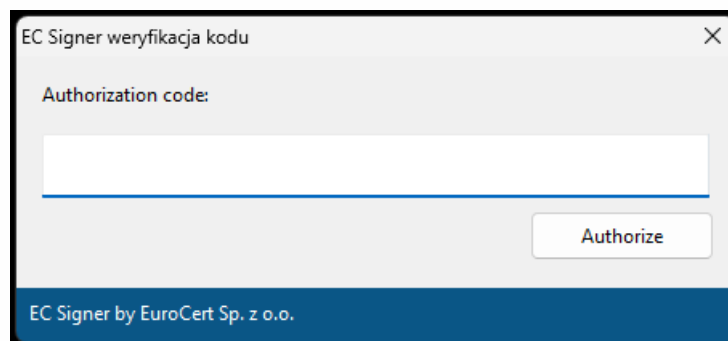 EC Signer weryfikacja kodu
Authorization code:
Authorize
EC Signer by EuroCert Sp. z o.o.